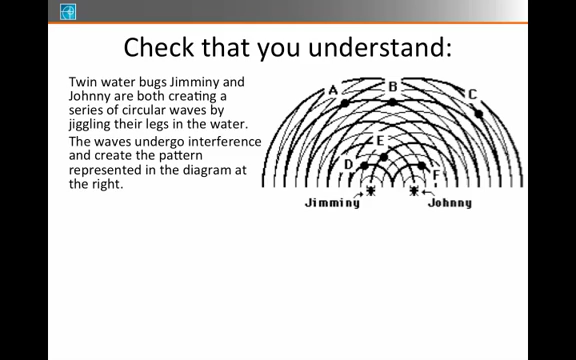 Check that you understand:
Twin water bugs Jimminy and
Johnny are both creating a
series of circular waves by
jiggling their legs in the water.
The waves undergo interference
and create the pattern
represented in the diagram at
the right.
A
B
C
D
E
F
Jimminy
Johnny